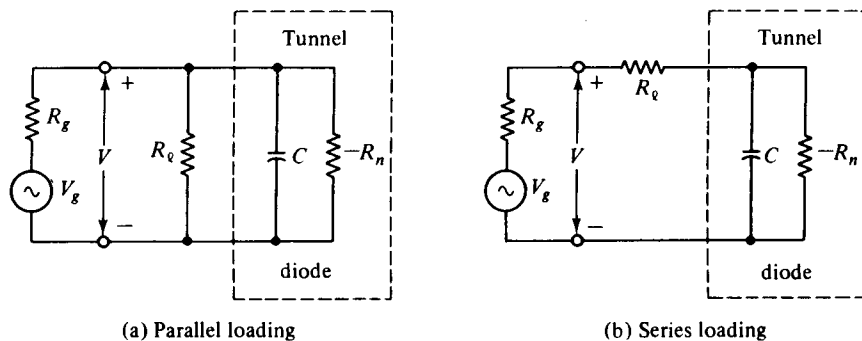 Tunnel
+
R_g
V
R_ℓ
C
−R_n
V_g
−
diode
(a) Parallel loading
Tunnel
+
R_ℓ
R_g
V
C
−R_n
V_g
−
diode
(b) Series loading